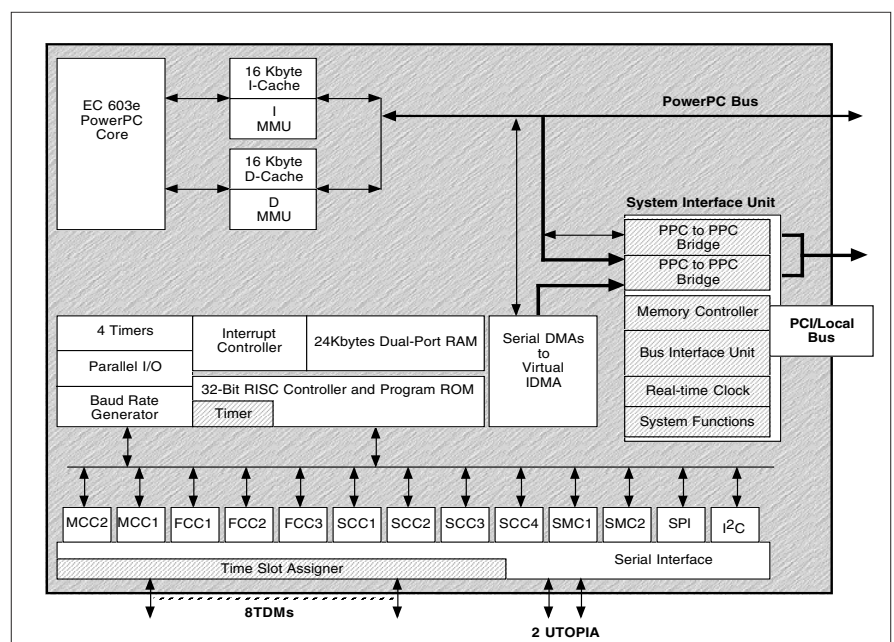 EC 603e
PowerPC
Core
16 Kbyte
I-Cache
I
MMU
16 Kbyte
D-Cache
D
MMU
PowerPC Bus
System Interface Unit
PPC to PPC
Bridge
PPC to PPC
Bridge
Memory Controller
Bus Interface Unit
Real-time Clock
System Functions
PCI/Local
Bus
4 Timers
Parallel I/O
Baud Rate
Generator
Interrupt
Controller
24Kbytes Dual-Port RAM
32-Bit RISC Controller and Program ROM
Timer
Serial DMAs
to
Virtual
IDMA
MCC2
MCC1
FCC1
FCC2
FCC3
SCC1
SCC2
SCC3
SCC4
SMC1
SMC2
SPI
I²C
Serial Interface
Time Slot Assigner
8TDMs
2 UTOPIA